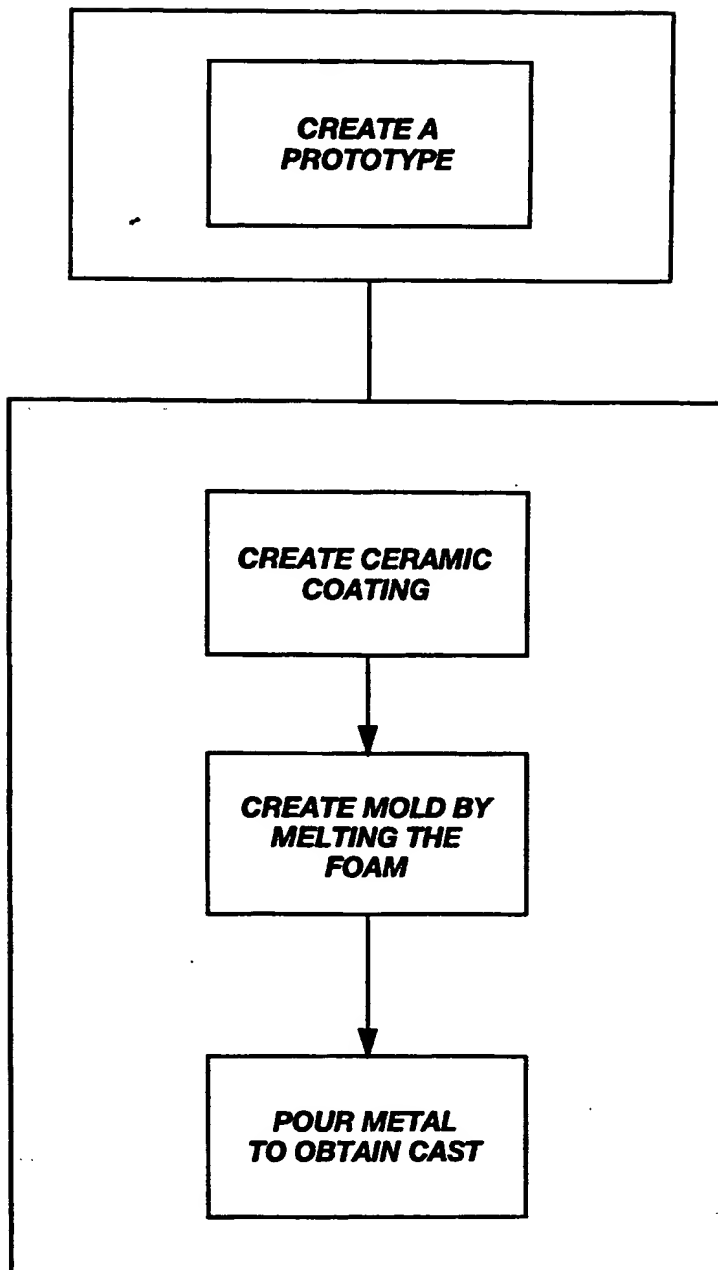 CREATE A
PROTOTYPE
CREATE CERAMIC
COATING
CREATE MOLD BY
MELTING THE
FOAM
POUR METAL
TO OBTAIN CAST